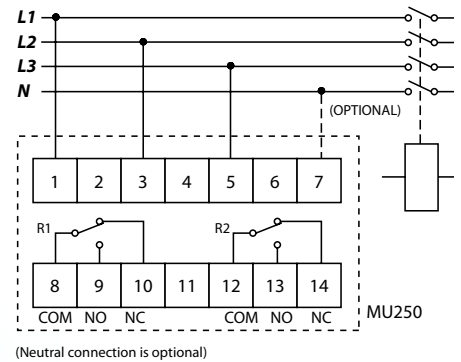 L1
L2
L3
N
(OPTIONAL)
1 2 3 4 5 6 7
R1 R2
8 9 10 11 12 13 14
MU250
COM NO NC COM NO NC
(Neutral connection is optional)